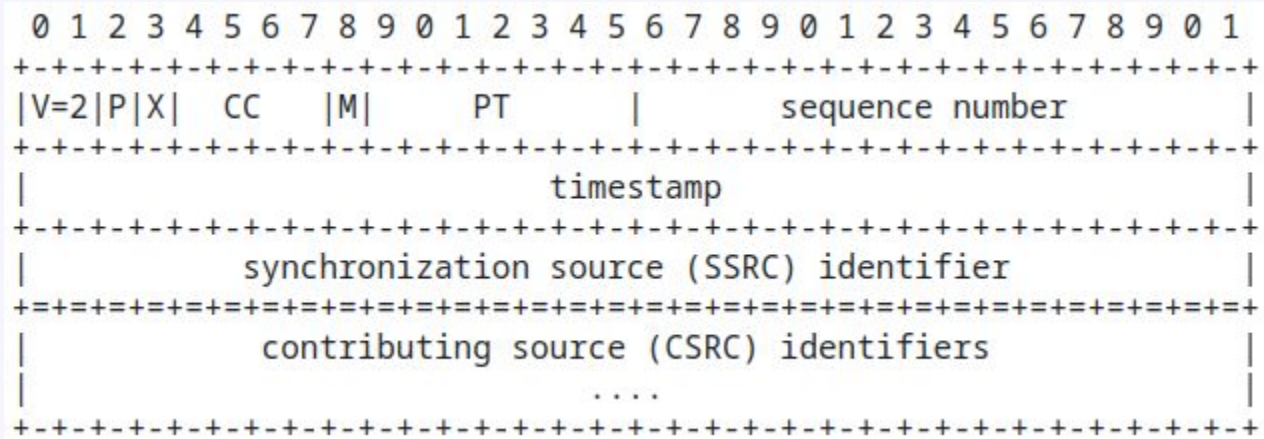 0 1 2 3 4 5 6 7 8 9 0 1 2 3 4 5 6 7 8 9 0 1 2 3 4 5 6 7 8 9 0 1
+-+-+-+-+-+-+-+-+-+-+-+-+-+-+-+-+-+-+-+-+-+-+-+-+-+-+-+-+-+-+-+-+
|V=2|P|X|  CC   |M|     PT      |       sequence number         |
+-+-+-+-+-+-+-+-+-+-+-+-+-+-+-+-+-+-+-+-+-+-+-+-+-+-+-+-+-+-+-+-+
|                           timestamp                           |
+-+-+-+-+-+-+-+-+-+-+-+-+-+-+-+-+-+-+-+-+-+-+-+-+-+-+-+-+-+-+-+-+
|           synchronization source (SSRC) identifier            |
+=+=+=+=+=+=+=+=+=+=+=+=+=+=+=+=+=+=+=+=+=+=+=+=+=+=+=+=+=+=+=+=+
|            contributing source (CSRC) identifiers             |
|                             ....                              |
+-+-+-+-+-+-+-+-+-+-+-+-+-+-+-+-+-+-+-+-+-+-+-+-+-+-+-+-+-+-+-+-+